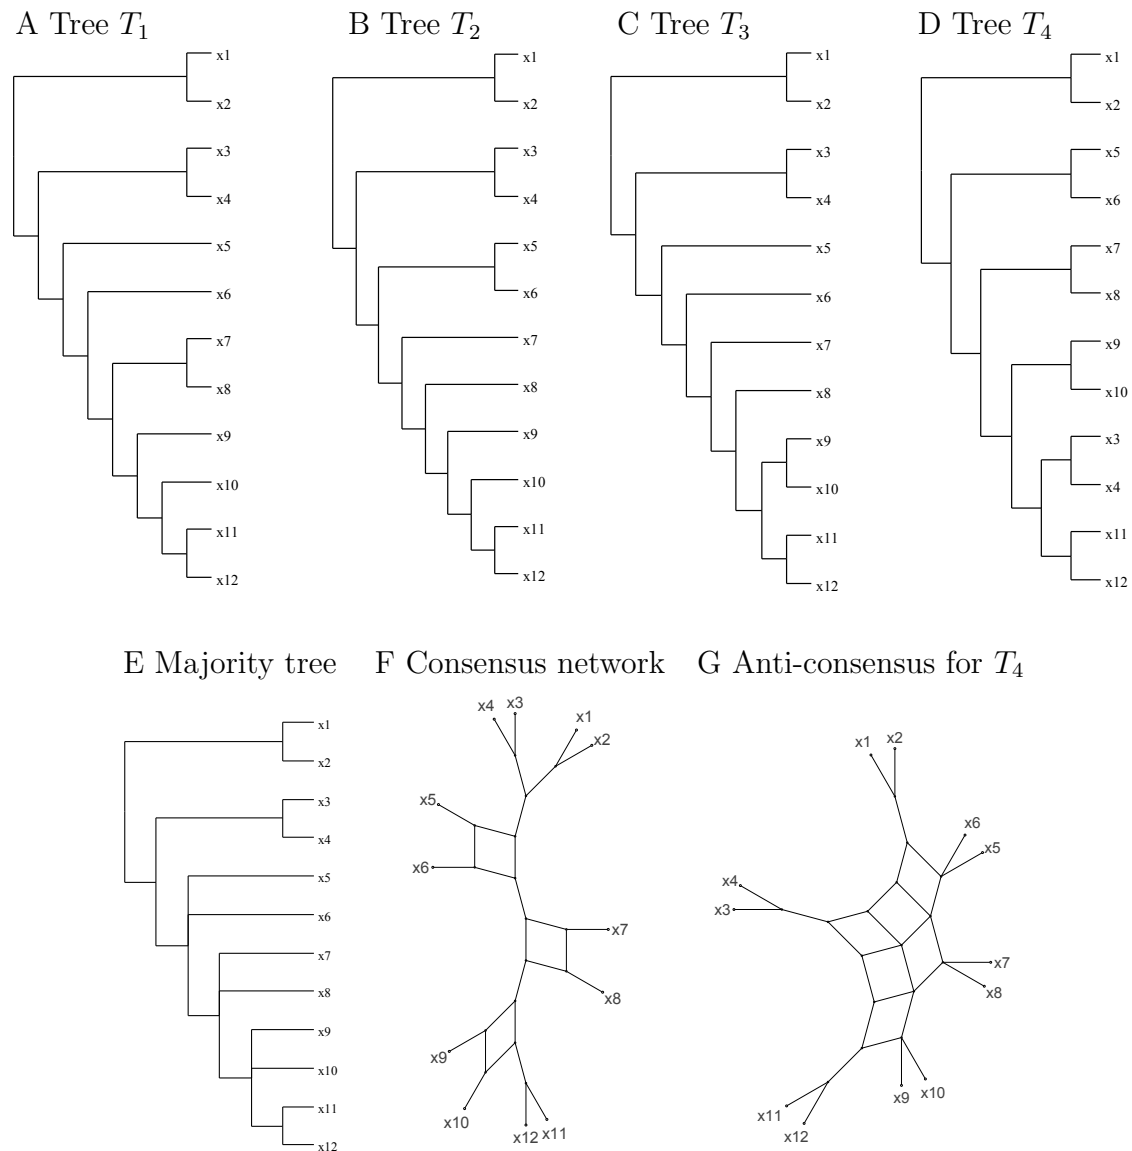 A Tree T1
B Tree T2
C Tree T3
D Tree T4
x1
x2
x3
x4
x5
x6
x7
x8
x9
x10
x11
x12
x1
x2
x3
x4
x5
x6
x7
x8
x9
x10
x11
x12
x1
x2
x3
x4
x5
x6
x7
x8
x9
x10
x11
x12
x1
x2
x5
x6
x7
x8
x9
x10
x3
x4
x11
x12
E Majority tree
F Consensus network
G Anti-consensus for T4
x1
x2
x3
x4
x5
x6
x7
x8
x9
x10
x11
x12
x4
x3
x1
x2
x5
x6
x7
x8
x9
x10
x12
x11
x1
x2
x6
x5
x4
x3
x7
x8
x9
x10
x11
x12